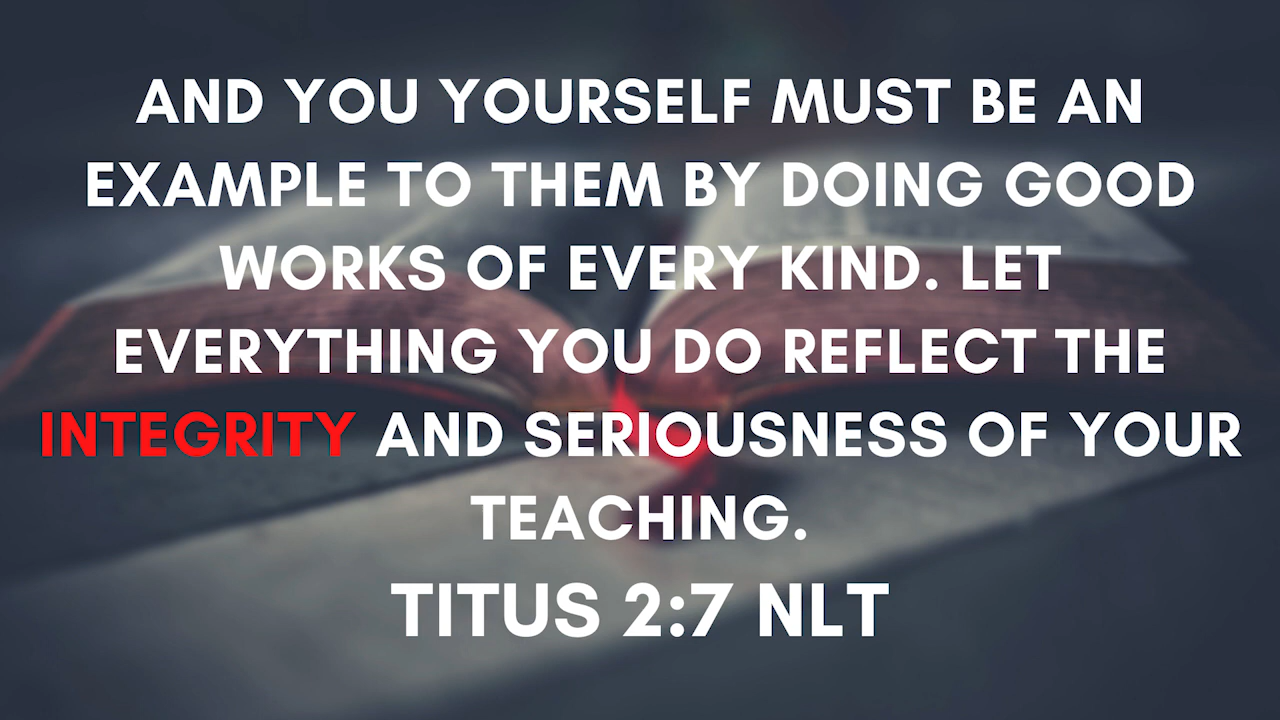 AND YOU YOURSELF MUST BE AN
EXAMPLE TO THEM BY DOING GOOD
WORKS OF EVERY KIND. LET
EVERYTHING YOU DO REFLECT THE
INTEGRITY AND SERIOUSNESS OF YOUR
TEACHING.
TITUS 2:7 NLT